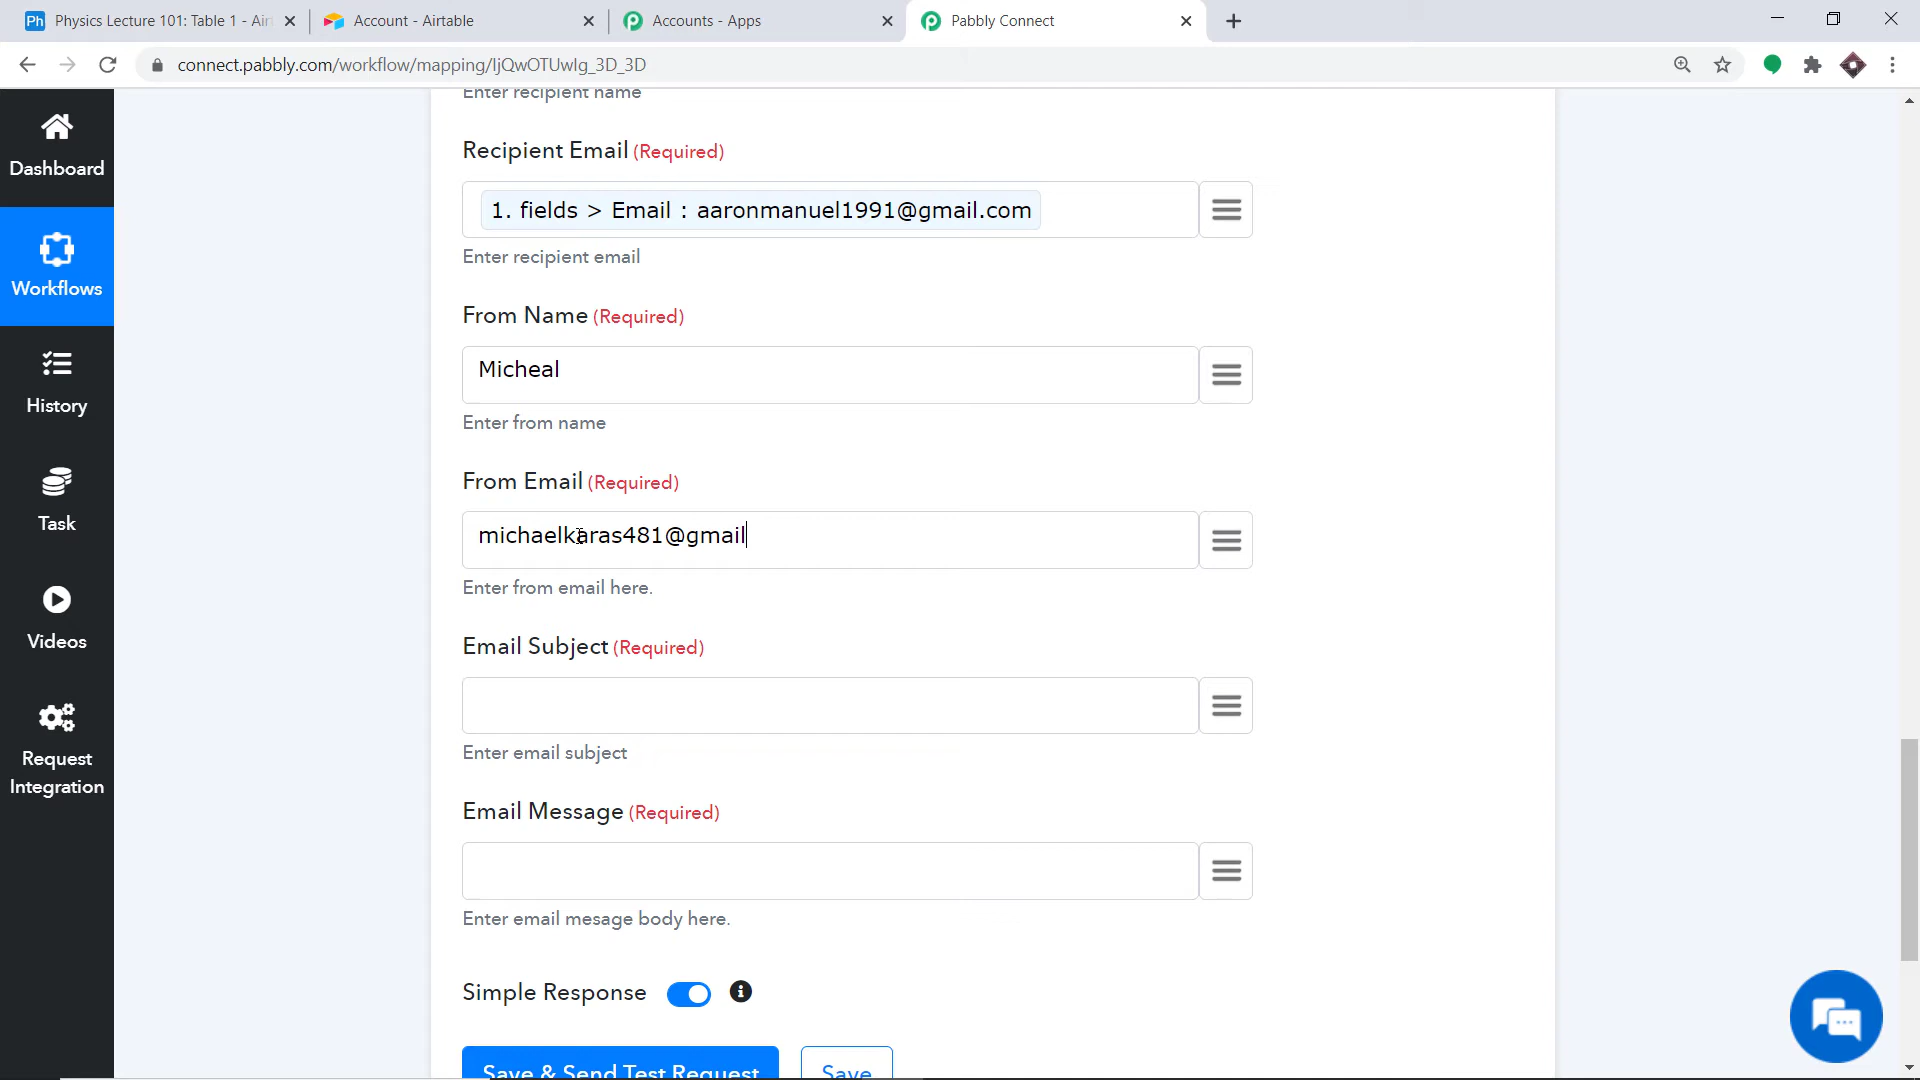 Physics Lecture 101: Table 1 - Air
Account - Airtable
Accounts - Apps
Pabbly Connect
connect.pabbly.com/workflow/mapping/IjQwOTUwIg_3D_3D
Dashboard
Workflows
History
Task
Videos
Request
Integration
Enter recipient name
Recipient Email (Required)
1. fields > Email : aaronmanuel1991@gmail.com
Enter recipient email
From Name (Required)
Micheal
Enter from name
From Email (Required)
michaelkaras481@gmail
Enter from email here.
Email Subject (Required)
Enter email subject
Email Message (Required)
Enter email mesage body here.
Simple Response
Save & Send Test Request
Save